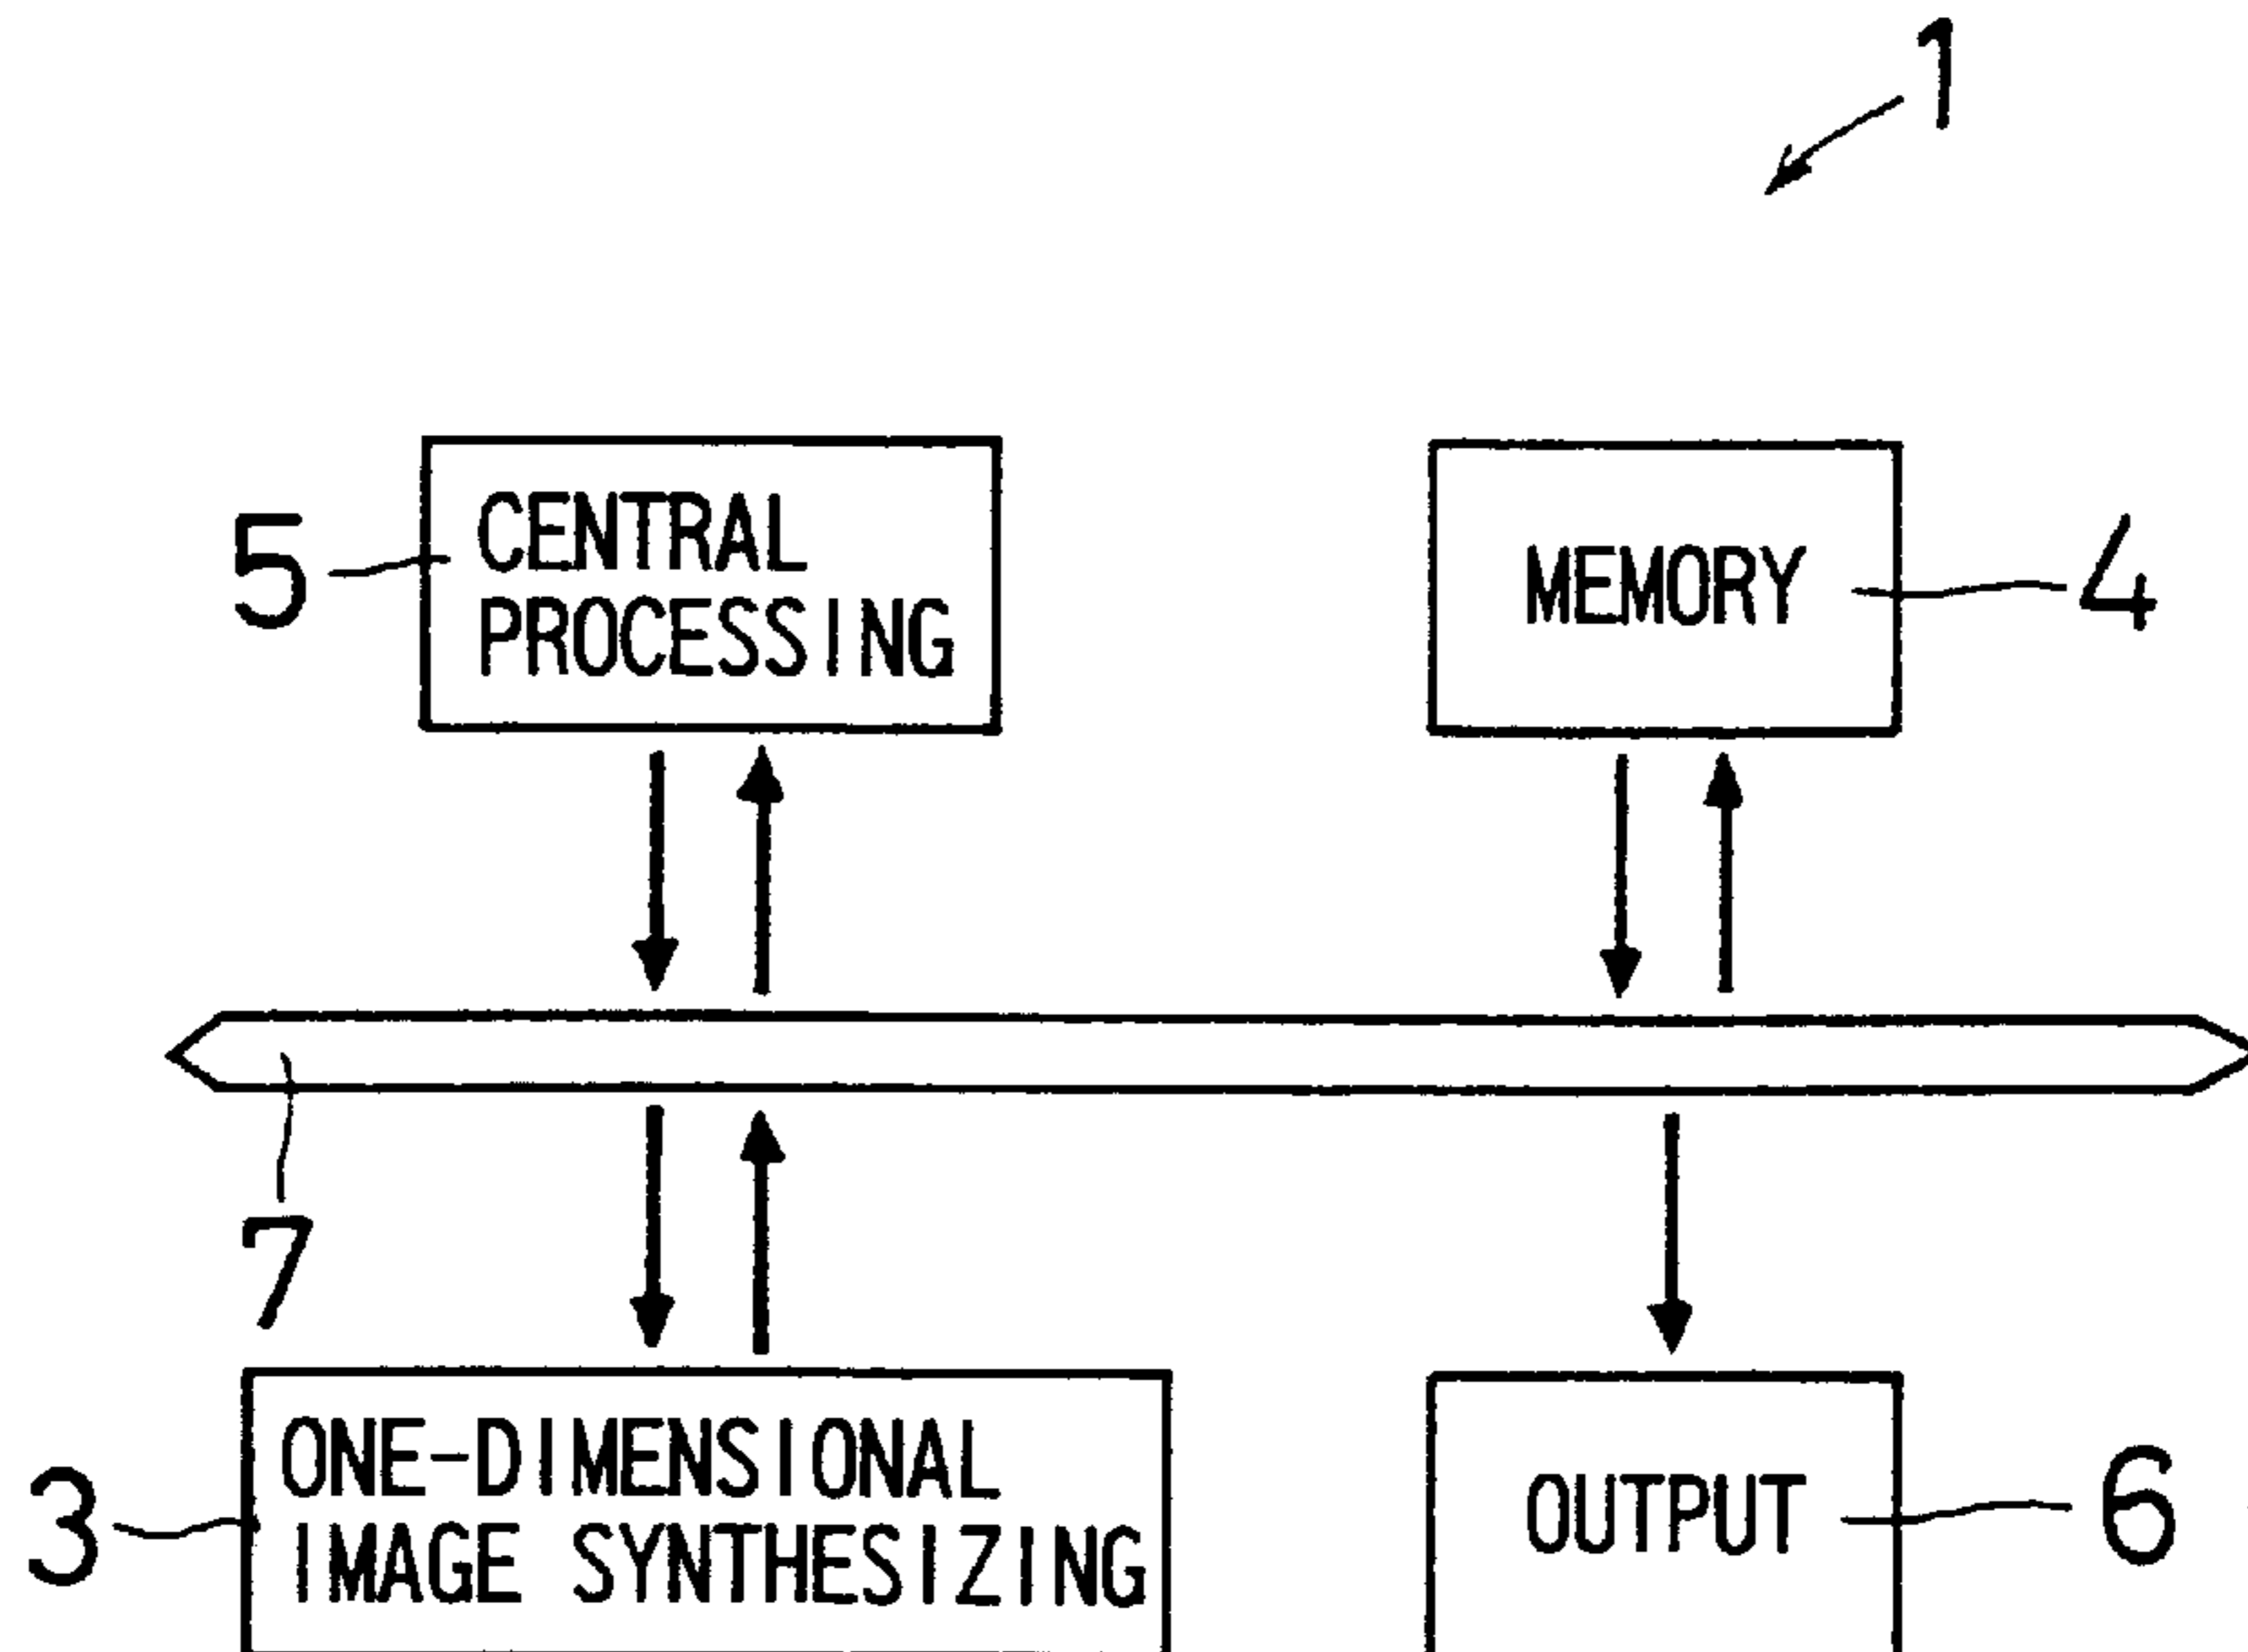 1
CENTRAL
PROCESSING
5
MEMORY
4
7
ONE-DIMENSIONAL
IMAGE SYNTHESIZING
3
OUTPUT
6